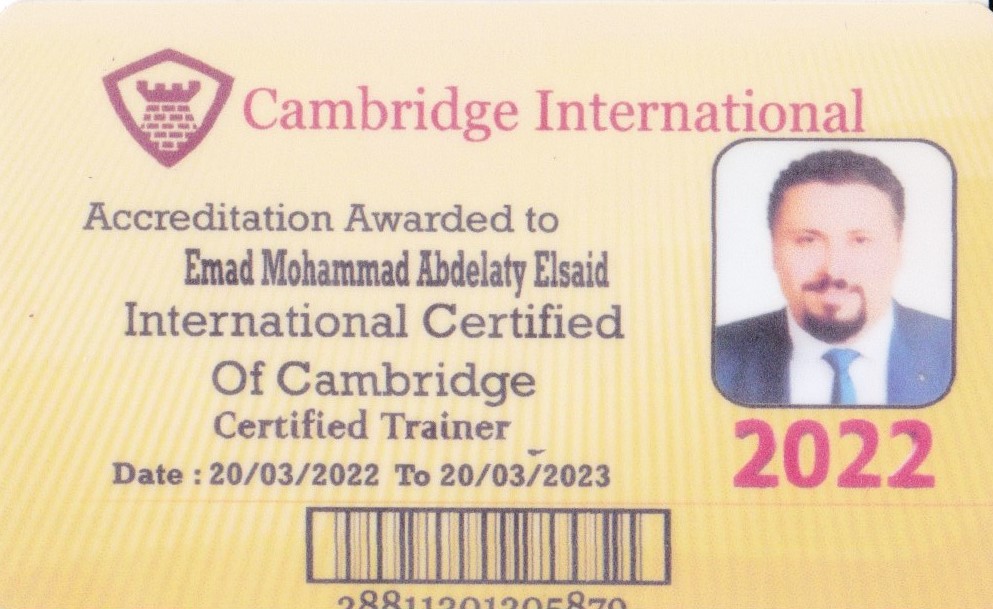 Cambridge International
Accreditation Awarded to
Emad Mohammad Abdelaty Elsaid
International Certified
Of Cambridge
Certified Trainer
Date : 20/03/2022 To 20/03/2023
2022
28811201205879